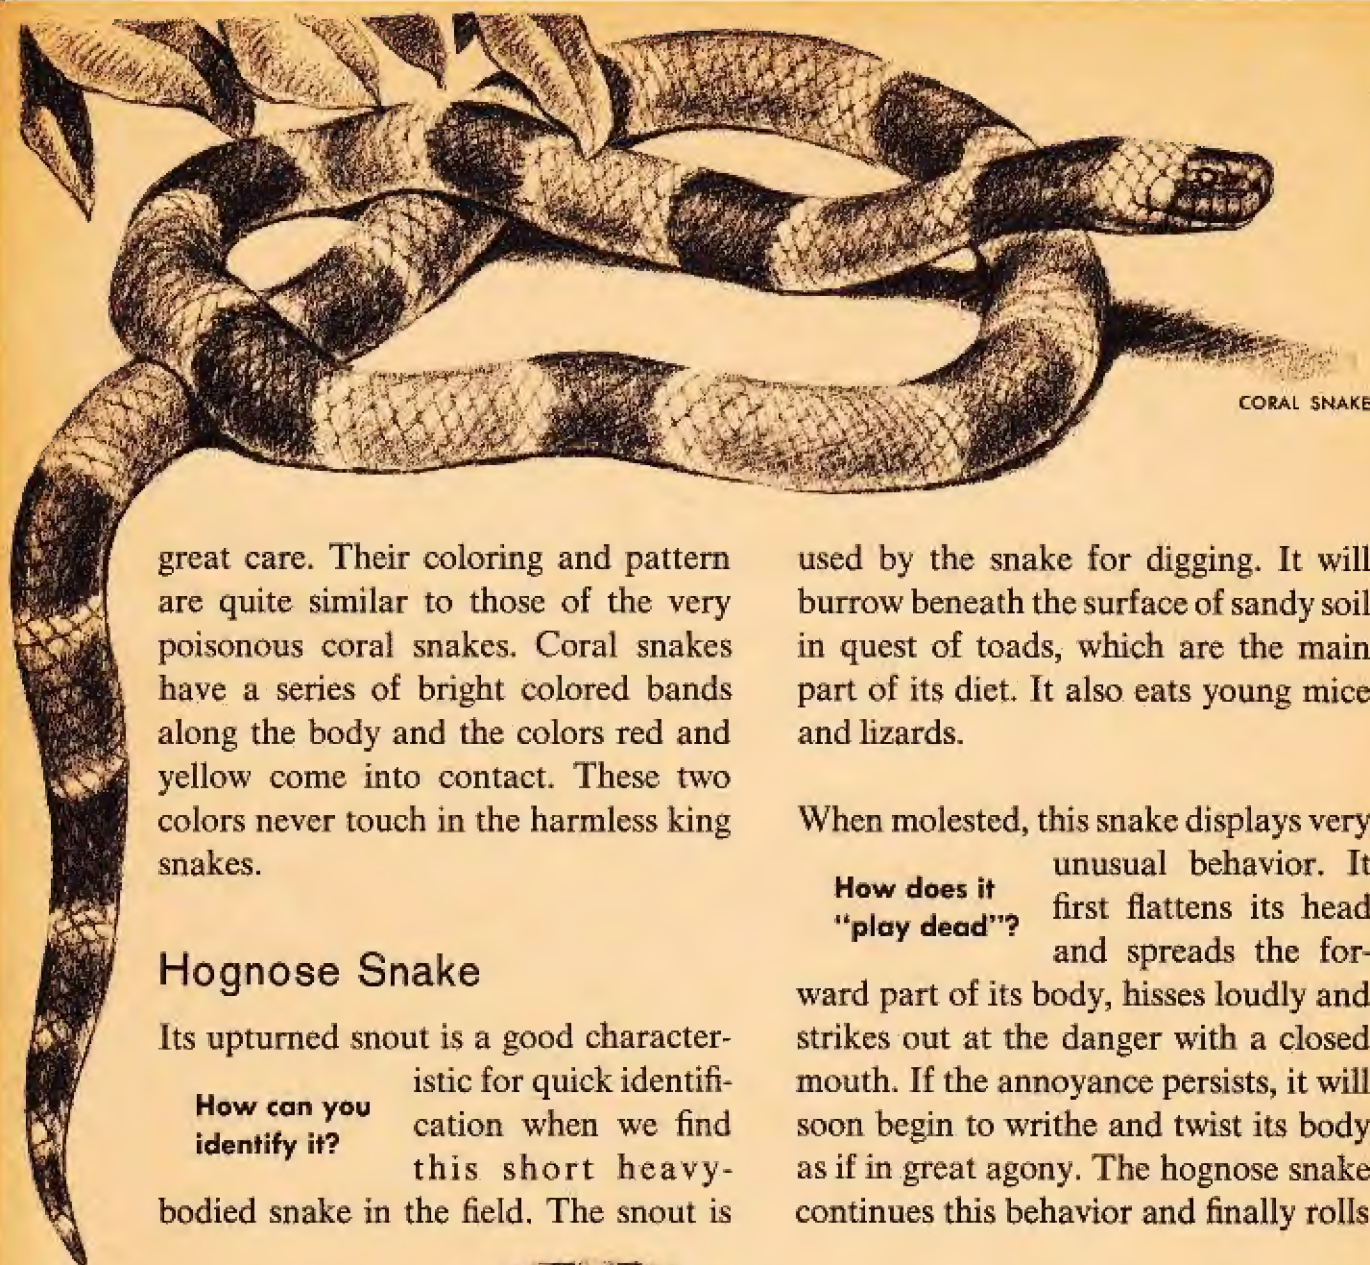 CORAL SNAKE
great care. Their coloring and pattern
are quite similar to those of the very
poisonous coral snakes. Coral snakes
have a series of bright colored bands
along the body and the colors red and
yellow come into contact. These two
colors never touch in the harmless king
snakes.
Hognose Snake
Its upturned snout is a good character-
How can you
identify it?
istic for quick identifi-
cation when we find
this short heavy-
bodied snake in the field. The snout is
used by the snake for digging. It will
burrow beneath the surface of sandy soil
in quest of toads, which are the main
part of its diet. It also eats young mice
and lizards.
When molested, this snake displays very
How does it
"play dead"?
unusual behavior. It
first flattens its head
and spreads the for-
ward part of its body, hisses loudly and
strikes out at the danger with a closed
mouth. If the annoyance persists, it will
soon begin to writhe and twist its body
as if in great agony. The hognose snake
continues this behavior and finally rolls